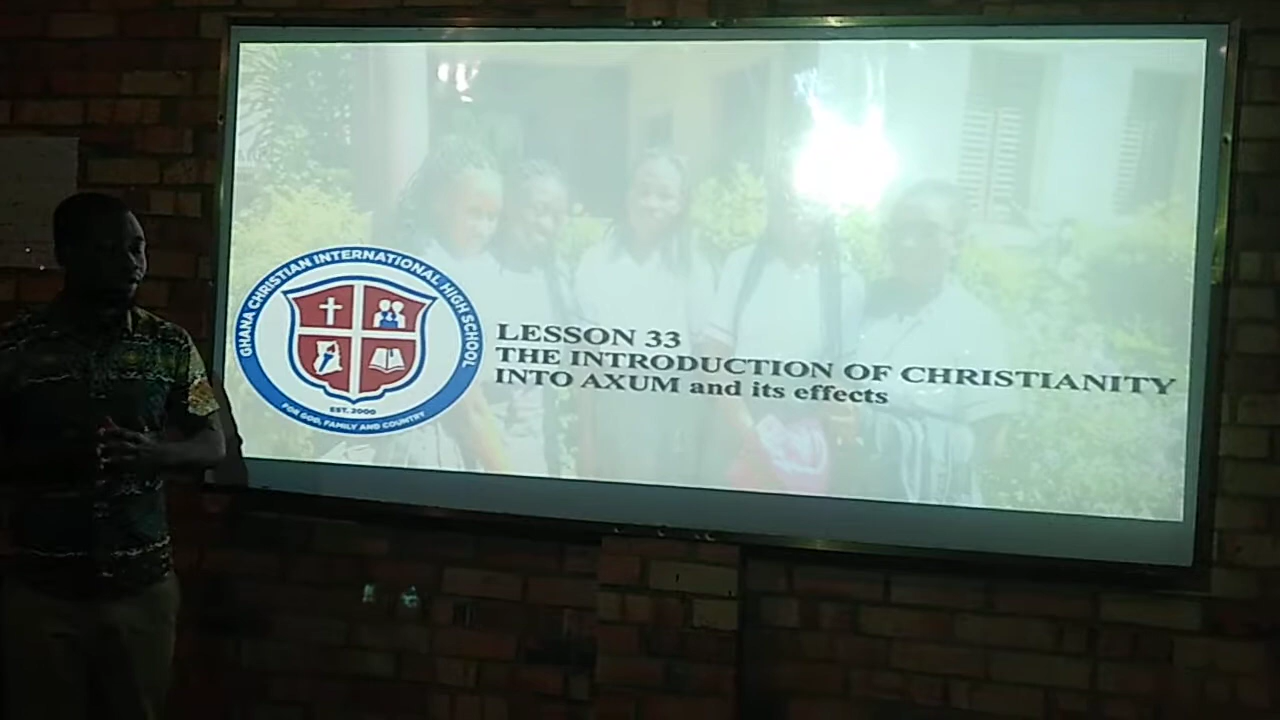 GHANA CHRISTIAN INTERNATIONAL HIGH SCHOOL
EST. 2000
FOR GOD, FAMILY AND COUNTRY
LESSON 33
THE INTRODUCTION OF CHRISTIANITY
INTO AXUM and its effects